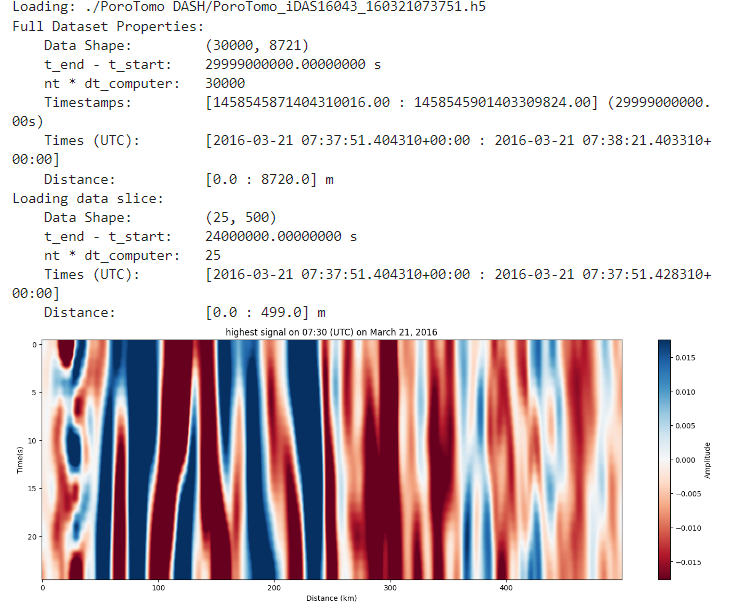 Loading: ./PoroTomo DASH/PoroTomo_iDAS16043_160321073751.h5
Full Dataset Properties:
Data Shape: (30000, 8721)
t_end - t_start: 29999000000.00000000 s
nt * dt_computer: 30000
Timestamps: [1458545871404310016.00 : 1458545901403309824.00] (29999000000.
00s)
Times (UTC): [2016-03-21 07:37:51.404310+00:00 : 2016-03-21 07:38:21.403310+
00:00]
Distance: [0.0 : 8720.0] m
Loading data slice:
Data Shape: (25, 500)
t_end - t_start: 24000000.00000000 s
nt * dt_computer: 25
Times (UTC): [2016-03-21 07:37:51.404310+00:00 : 2016-03-21 07:37:51.428310+
00:00]
Distance: [0.0 : 499.0] m
highest signal on 07:30 (UTC) on March 21, 2016
Time(s)
0
5
10
15
20
0 100 200 300 400
Distance (km)
0.015
0.010
0.005
0.000
−0.005
−0.010
−0.015
Amplitude